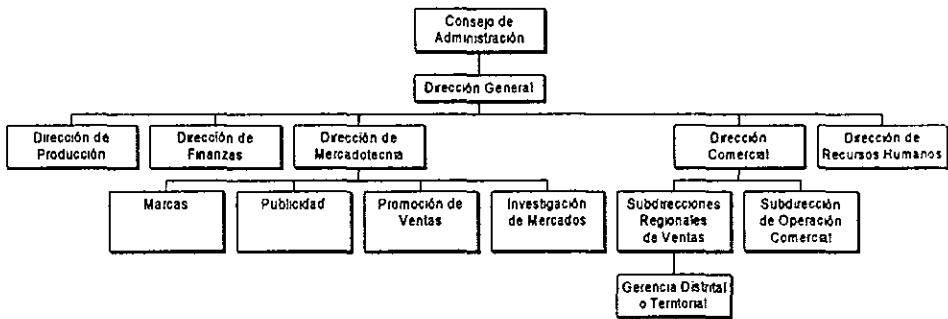 Consejo de
Administración
Dirección General
Dirección de
Producción
Dirección de
Finanzas
Dirección de
Mercadotecnia
Dirección
Comercial
Dirección de
Recursos Humanos
Marcas
Publicidad
Promoción de
Ventas
Investigación
de Mercados
Subdirecciones
Regionales
de Ventas
Subdirección
de Operación
Comercial
Gerencia Distrital
o Territorial